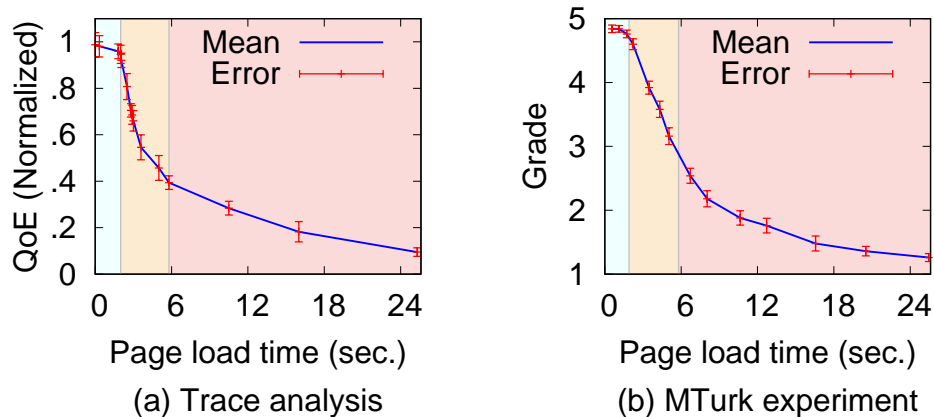 QoE (Normalized)
1
.8
.6
.4
.2
0
Mean
Error
0 6 12 18 24
Page load time (sec.)
(a) Trace analysis
Grade
5
4
3
2
1
Mean
Error
0 6 12 18 24
Page load time (sec.)
(b) MTurk experiment